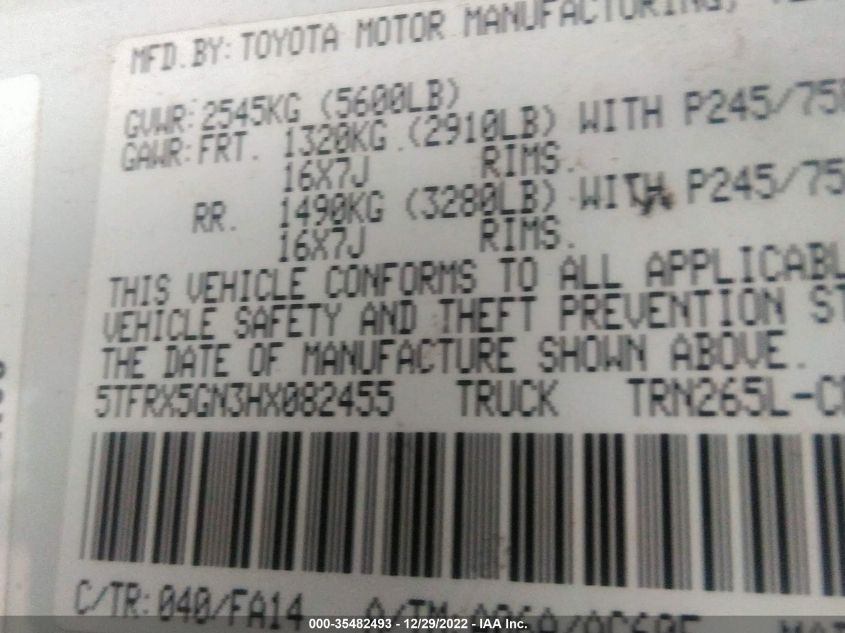 MFD. BY: TOYOTA MOTOR MANUFACTURING,
GVWR: 2545KG (5600LB)
GAWR: FRT. 1320KG (2910LB) WITH P245/75
16X7J RIMS.
RR. 1490KG (3280LB) WITH P245/75
16X7J RIMS.
THIS VEHICLE CONFORMS TO ALL APPLICABL
VEHICLE SAFETY AND THEFT PREVENTION ST
THE DATE OF MANUFACTURE SHOWN ABOVE.
5TFRX5GN3HX082455 TRUCK TRN265L-C
C/TR: 040/FA14 A/TM:
000-35482493 - 12/29/2022 - IAA Inc.